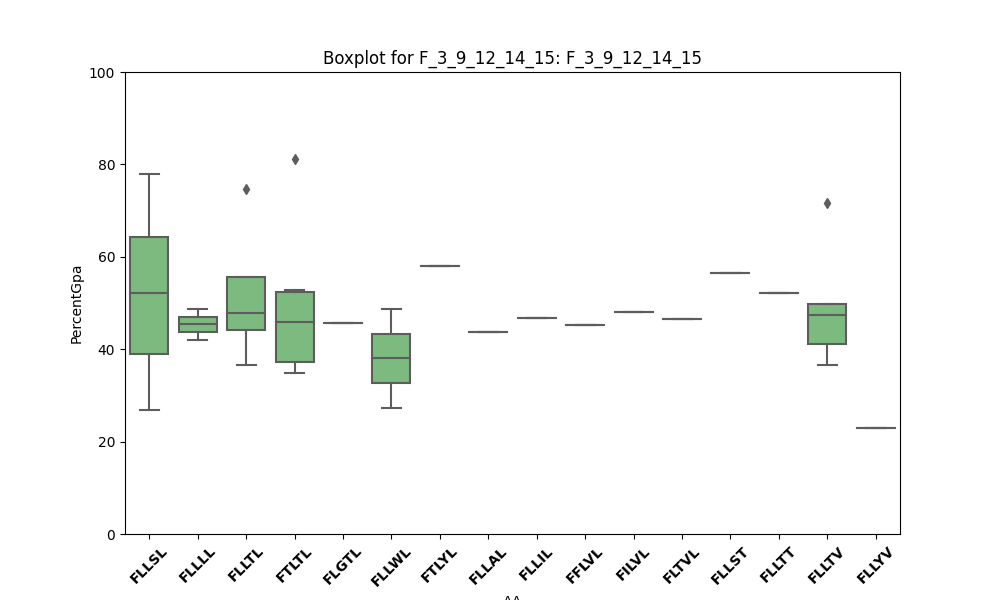 Boxplot for F_3_9_12_14_15: F_3_9_12_14_15
100
80
60
40
20
0
PercentGpa
FLLSL
FLLLL
FLLTL
FTLTL
FLGTL
FLLWL
FTLYL
FLLAL
FLLIL
FFLVL
FILVL
FLTVL
FLLST
FLLTT
FLLTV
FLLYV
AA